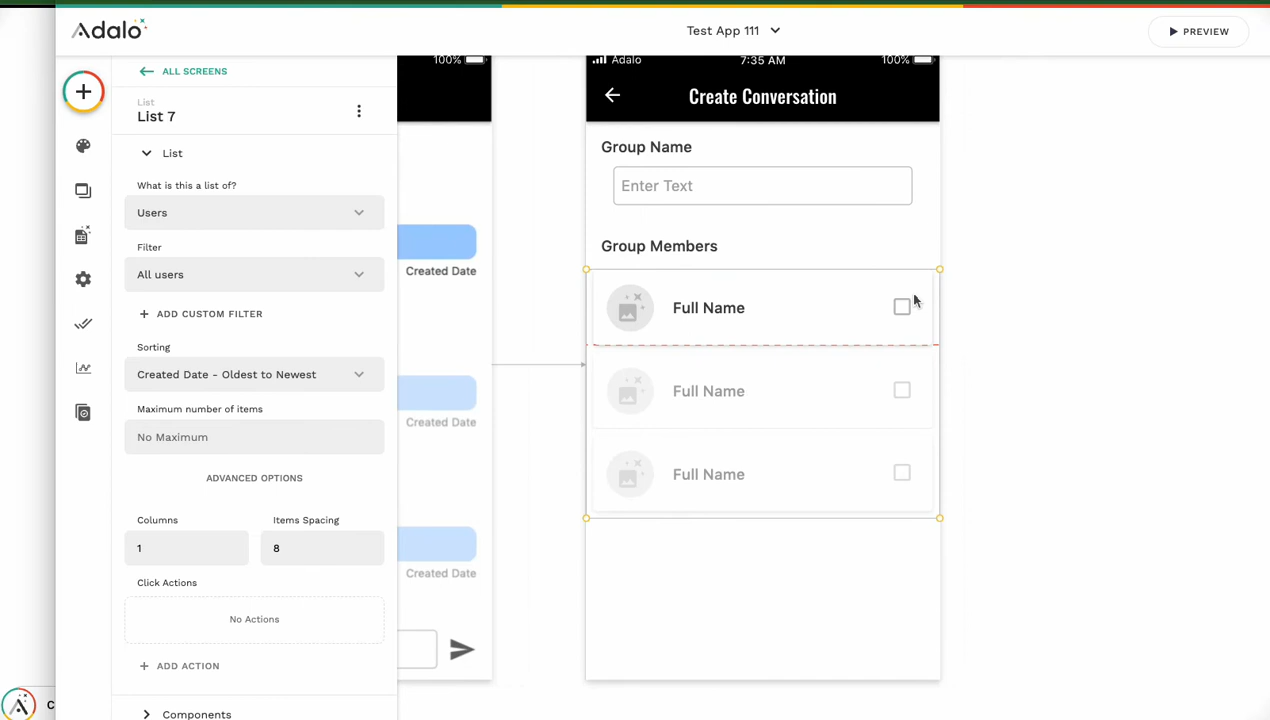 Adalo
Test App 111
PREVIEW
ALL SCREENS
List
List 7
List
What is this a list of?
Users
Filter
All users
+ ADD CUSTOM FILTER
Sorting
Created Date - Oldest to Newest
Maximum number of items
No Maximum
ADVANCED OPTIONS
Columns
Items Spacing
1
8
Click Actions
No Actions
+ ADD ACTION
Components
C
100%
Created Date
Created Date
Created Date
Adalo
7:35 AM
100%
Create Conversation
Group Name
Enter Text
Group Members
Full Name
Full Name
Full Name